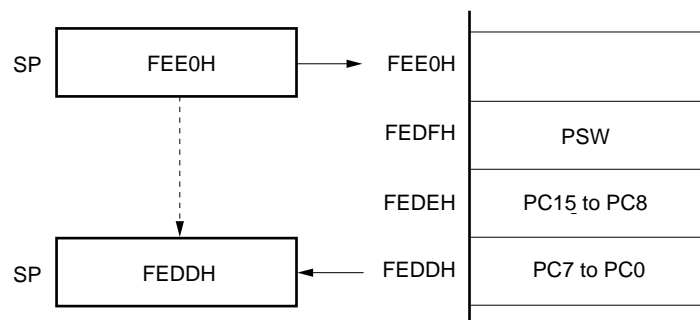 SP FEE0H FEE0H
FEDFH PSW
FEDEH PC15 to PC8
SP FEDDH FEDDH PC7 to PC0